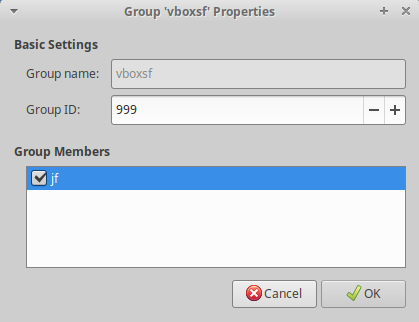 Group 'vboxsf' Properties
Basic Settings
Group name: vboxsf
Group ID: 999
Group Members
jf
Cancel OK